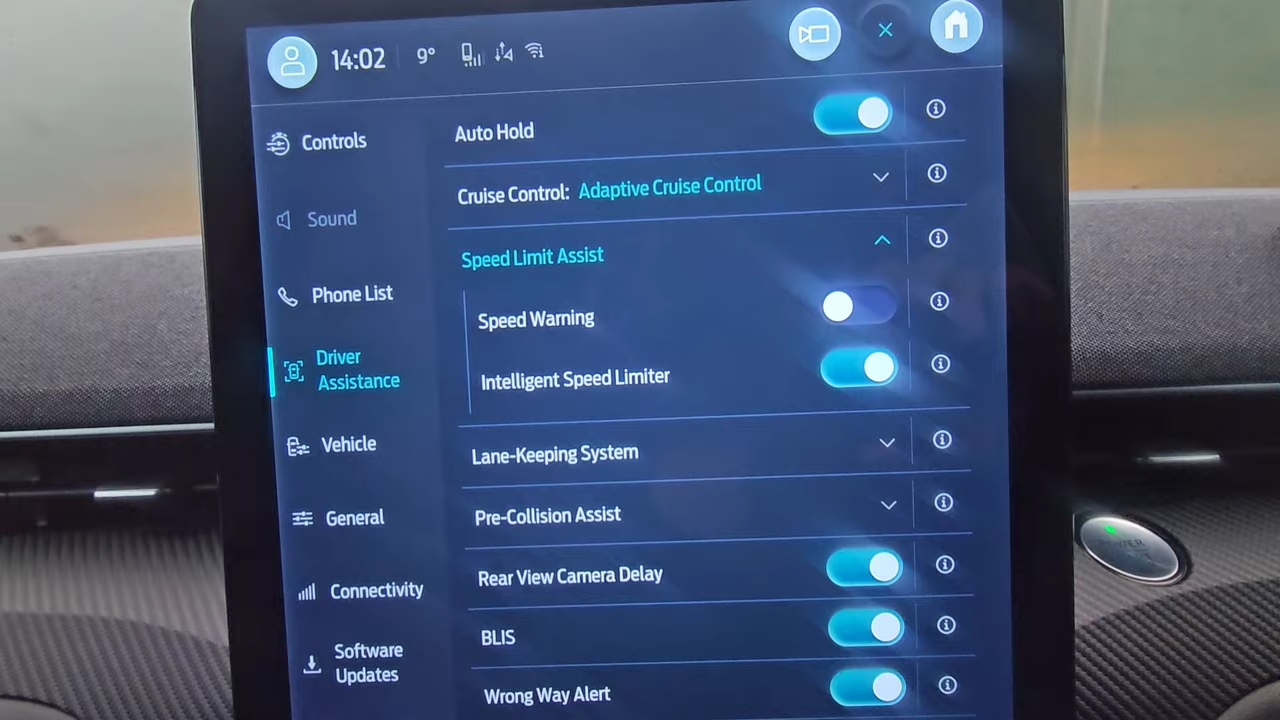 14:02 9°
Controls
Sound
Phone List
Driver
Assistance
Vehicle
General
Connectivity
Software
Updates
Auto Hold
Cruise Control: Adaptive Cruise Control
Speed Limit Assist
Speed Warning
Intelligent Speed Limiter
Lane-Keeping System
Pre-Collision Assist
Rear View Camera Delay
BLIS
Wrong Way Alert